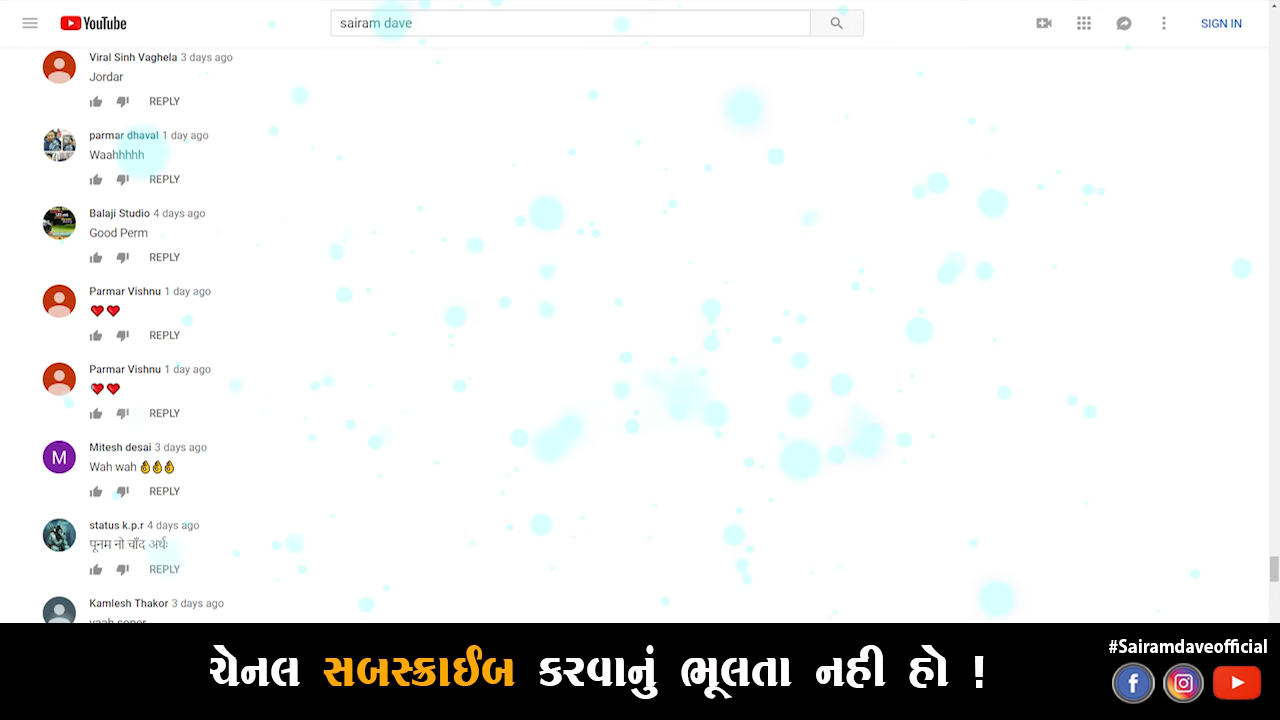 YouTube
sairam dave
SIGN IN
Viral Sinh Vaghela 3 days ago
Jordar
REPLY
parmar dhaval 1 day ago
Waahhhhh
REPLY
Balaji Studio 4 days ago
Good Perm
REPLY
Parmar Vishnu 1 day ago
❤❤
REPLY
Parmar Vishnu 1 day ago
❤❤
REPLY
M
Mitesh desai 3 days ago
Wah wah 👌👌👌
REPLY
status k.p.r 4 days ago
पूनम नो चाँद अर्थः
REPLY
Kamlesh Thakor 3 days ago
vaah soper
ચેનલ સબસ્ક્રાઈબ કરવાનું ભૂલતા નહી હો !
#Sairamdaveofficial